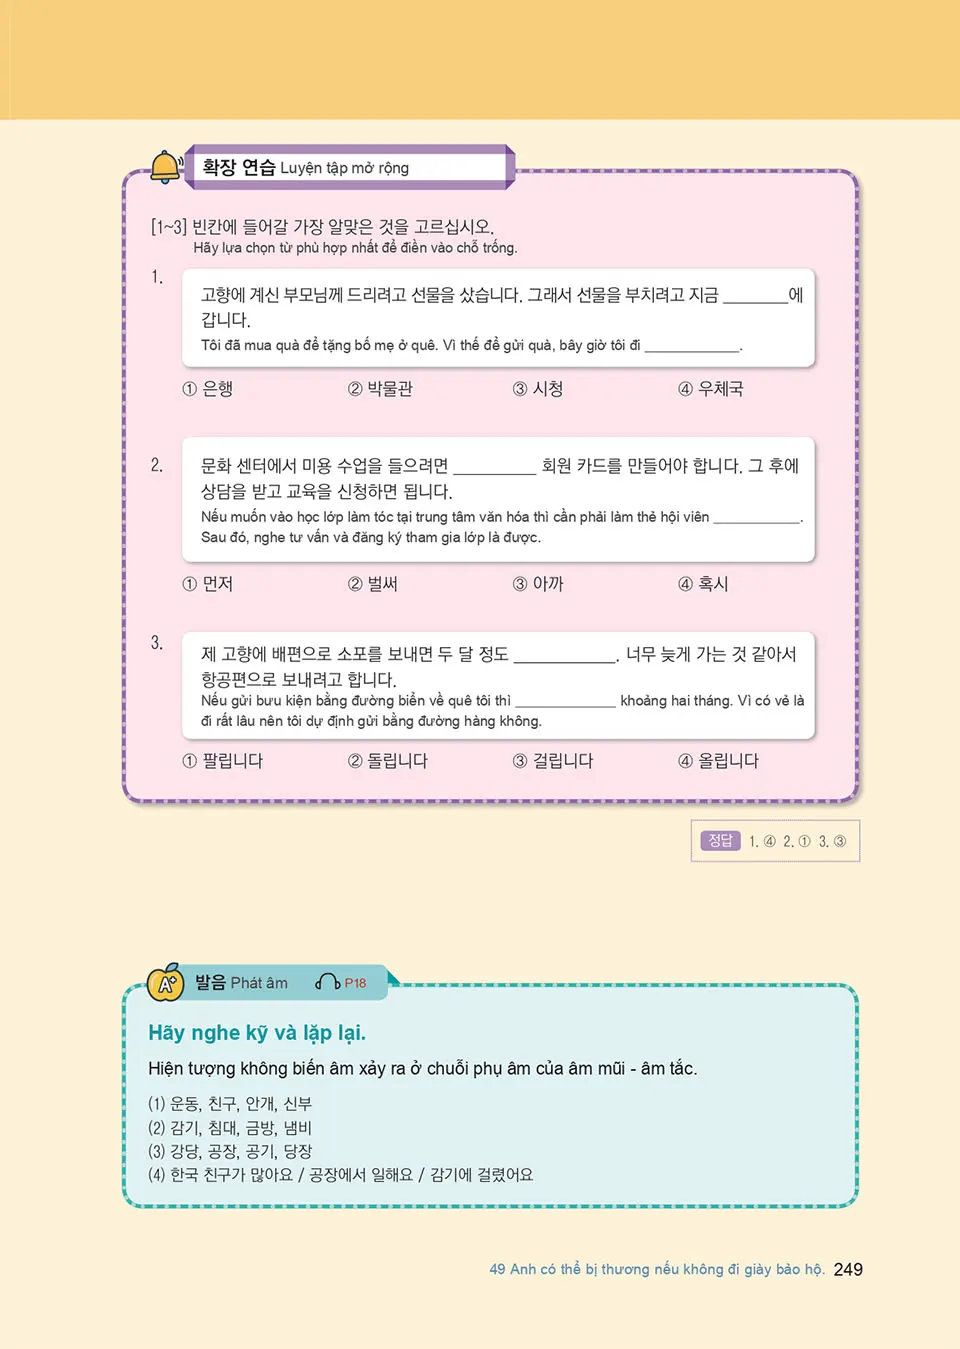 확장 연습 Luyện tập mở rộng
[1~3] 빈칸에 들어갈 가장 알맞은 것을 고르십시오.
Hãy lựa chọn từ phù hợp nhất để điền vào chỗ trống.
1.
고향에 계신 부모님께 드리려고 선물을 샀습니다. 그래서 선물을 부치려고 지금 ________에
갑니다.
Tôi đã mua quà để tặng bố mẹ ở quê. Vì thế để gửi quà, bây giờ tôi đi ____________.
① 은행 ② 박물관 ③ 시청 ④ 우체국
2.
문화 센터에서 미용 수업을 들으려면 __________ 회원 카드를 만들어야 합니다. 그 후에
상담을 받고 교육을 신청하면 됩니다.
Nếu muốn vào học lớp làm tóc tại trung tâm văn hóa thì cần phải làm thẻ hội viên ___________.
Sau đó, nghe tư vấn và đăng ký tham gia lớp là được.
① 먼저 ② 벌써 ③ 아까 ④ 혹시
3.
제 고향에 배편으로 소포를 보내면 두 달 정도 ____________. 너무 늦게 가는 것 같아서
항공편으로 보내려고 합니다.
Nếu gửi bưu kiện bằng đường biển về quê tôi thì _____________ khoảng hai tháng. Vì có vẻ là
đi rất lâu nên tôi dự định gửi bằng đường hàng không.
① 팔립니다 ② 돌립니다 ③ 걸립니다 ④ 올립니다
정답 1. ④ 2. ① 3. ③
A+ 발음 Phát âm P18
Hãy nghe kỹ và lặp lại.
Hiện tượng không biến âm xảy ra ở chuỗi phụ âm của âm mũi - âm tắc.
(1) 운동, 친구, 안개, 신부
(2) 감기, 침대, 금방, 냄비
(3) 강당, 공장, 공기, 당장
(4) 한국 친구가 많아요 / 공장에서 일해요 / 감기에 걸렸어요
49 Anh có thể bị thương nếu không đi giày bảo hộ. 249